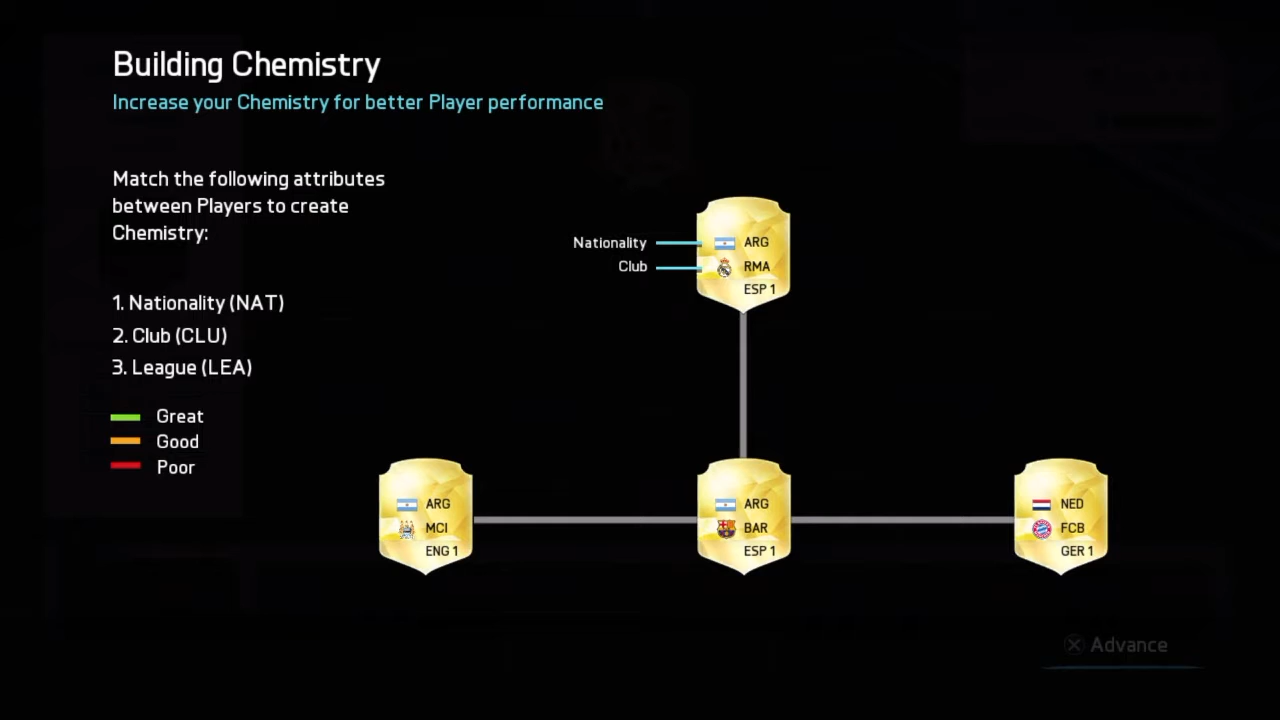 Building Chemistry
Increase your Chemistry for better Player performance
Match the following attributes
between Players to create
Chemistry:
1. Nationality (NAT)
2. Club (CLU)
3. League (LEA)
Great
Good
Poor
Nationality
Club
ARG
RMA
ESP 1
ARG
MCI
ENG 1
ARG
BAR
ESP 1
NED
FCB
GER 1
Advance